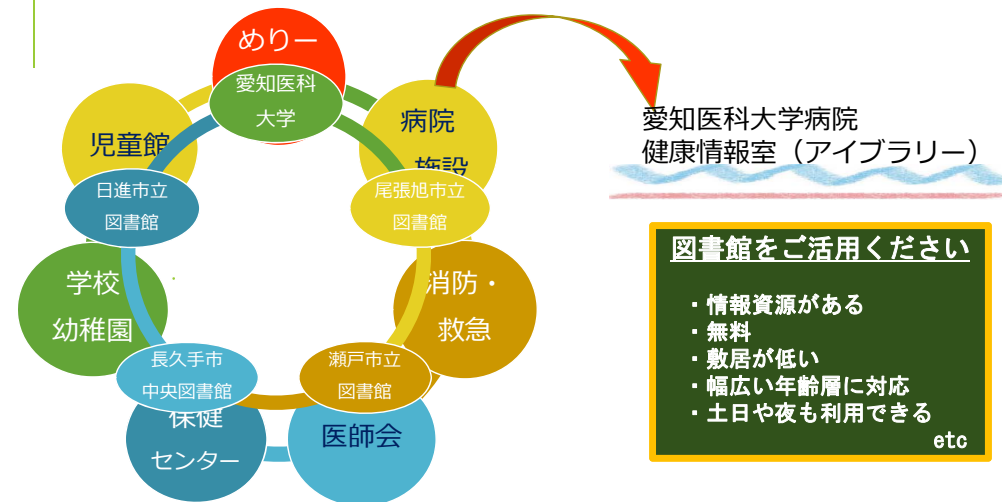 めりー
愛知医科
大学
病院
施設
尾張旭市立
図書館
消防・
救急
瀬戸市立
図書館
医師会
長久手市
中央図書館
保健
センター
学校
幼稚園
日進市立
図書館
児童館
愛知医科大学病院
健康情報室（アイブラリー）
図書館をご活用ください
・情報資源がある
・無料
・敷居が低い
・幅広い年齢層に対応
・土日や夜も利用できる
etc